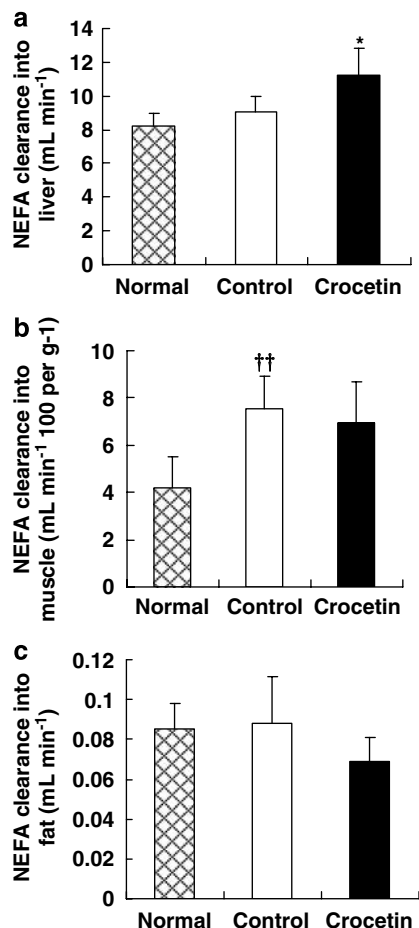 a
NEFA clearance into
liver (mL min-1)
14
12
10
8
6
4
2
0
*
Normal Control Crocetin
b
NEFA clearance into
muscle (mL min-1 100 per g-1)
10
8
6
4
2
0
††
Normal Control Crocetin
c
NEFA clearance into
fat (mL min-1)
0.12
0.1
0.08
0.06
0.04
0.02
0
Normal Control Crocetin